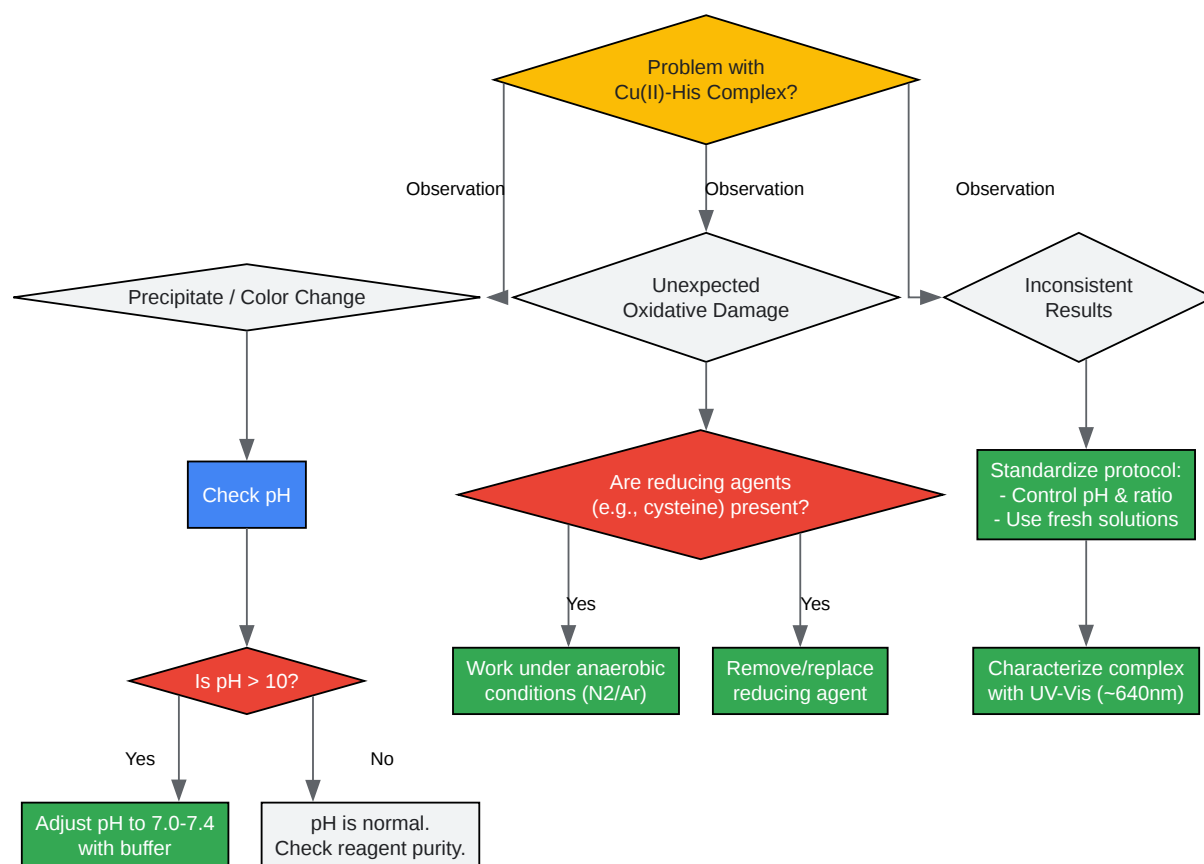 Problem with
Cu(II)-His Complex?
Observation
Observation
Observation
Precipitate / Color Change
Unexpected
Oxidative Damage
Inconsistent
Results
Check pH
Are reducing agents
(e.g., cysteine) present?
Standardize protocol:
- Control pH & ratio
- Use fresh solutions
Yes
Yes
Is pH > 10?
Work under anaerobic
conditions (N2/Ar)
Remove/replace
reducing agent
Characterize complex
with UV-Vis (~640nm)
Yes
No
Adjust pH to 7.0-7.4
with buffer
pH is normal.
Check reagent purity.